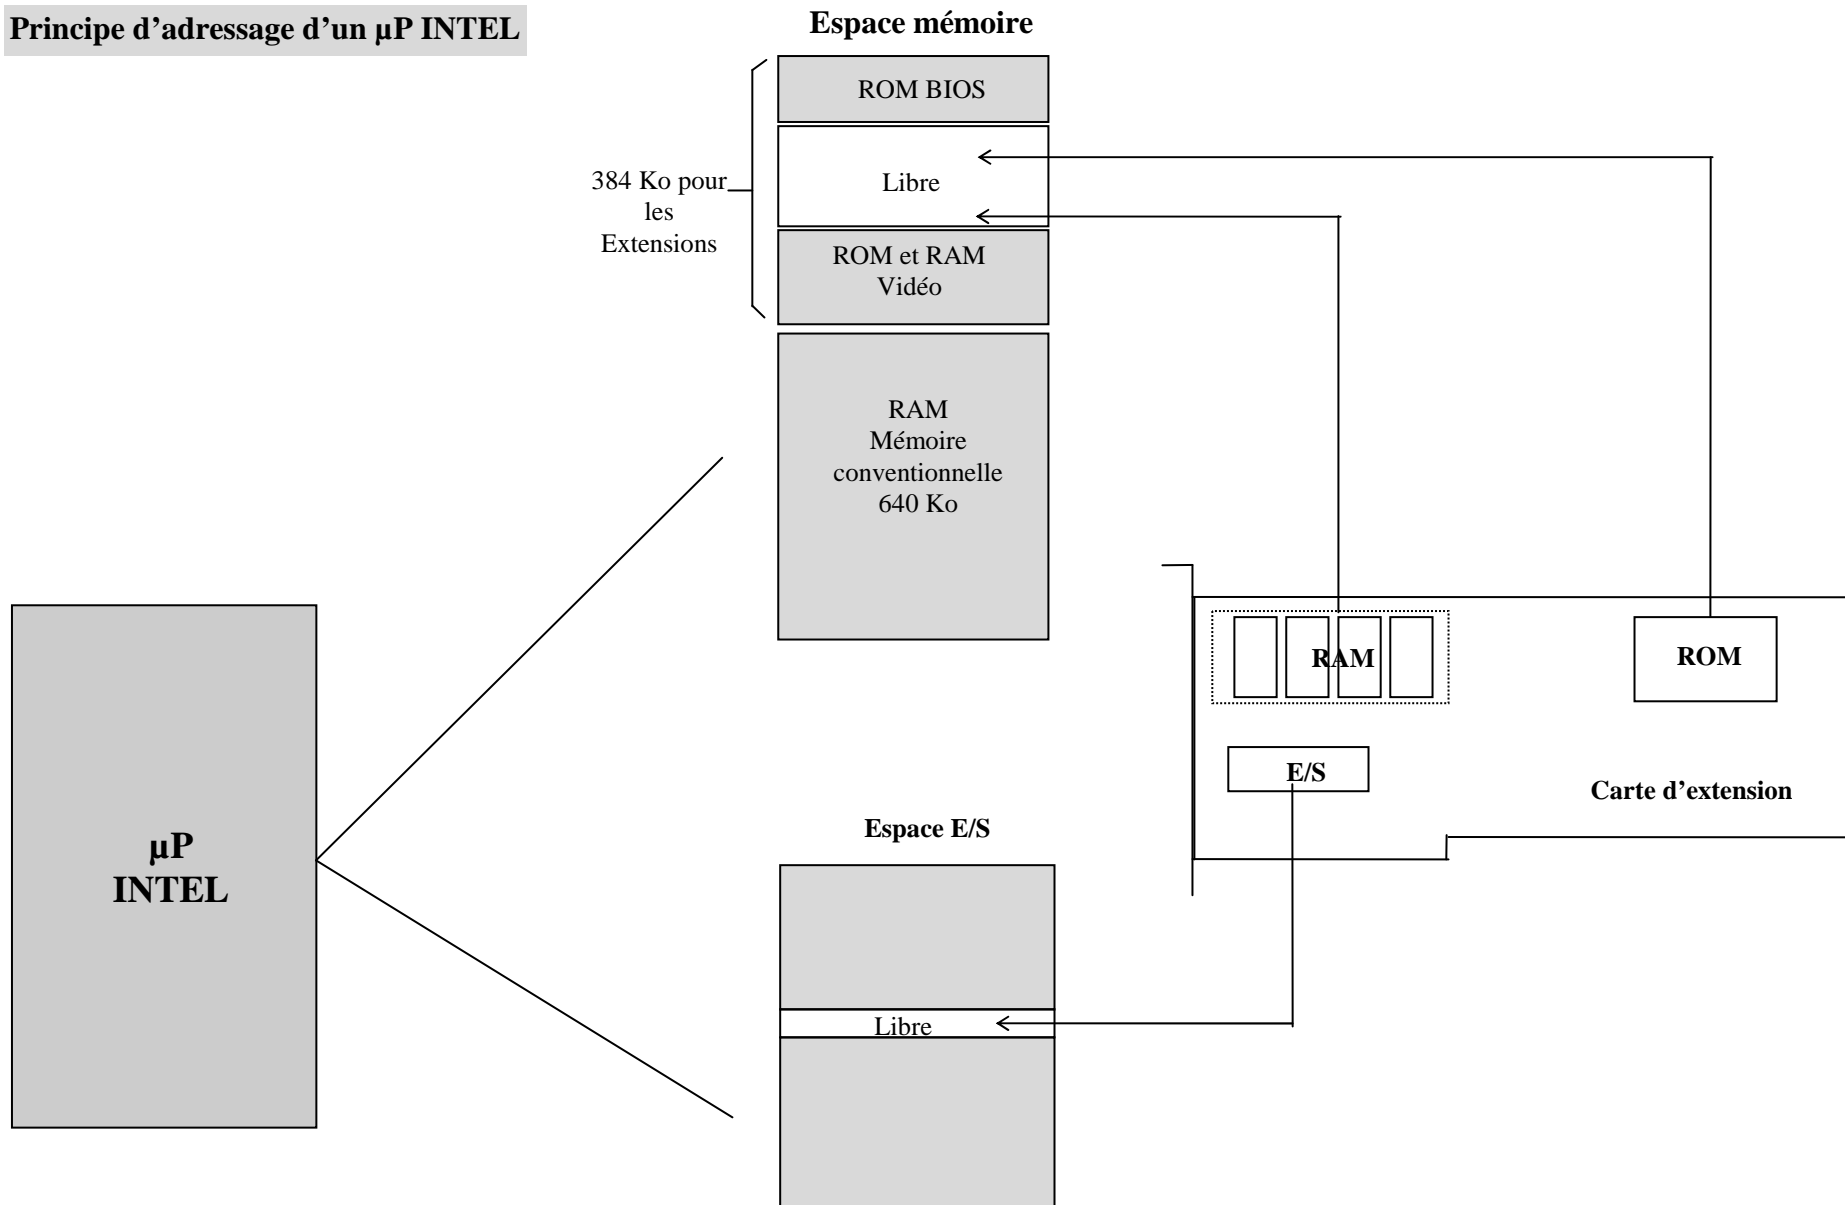 Principe d’adressage d’un µP INTEL
Espace mémoire
ROM BIOS
Libre
384 Ko pour
les
Extensions
ROM et RAM
Vidéo
RAM
Mémoire
conventionnelle
640 Ko
RAM
ROM
E/S
Carte d’extension
µP
INTEL
Espace E/S
Libre